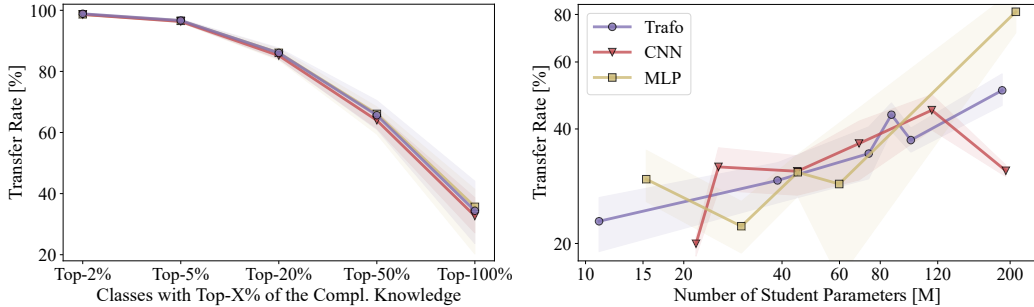 100
80
60
40
20
Transfer Rate [%]
Top-2% Top-5% Top-20% Top-50% Top-100%
Classes with Top-X% of the Compl. Knowledge
80
60
40
20
Transfer Rate [%]
Trafo
CNN
MLP
10 15 20 40 60 80 120 200
Number of Student Parameters [M]